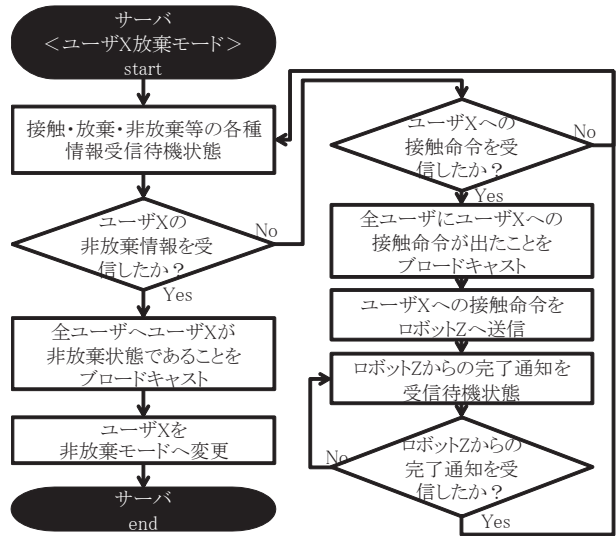 サーバ
＜ユーザX放棄モード＞
start
接触・放棄・非放棄等の各種
情報受信待機状態
ユーザXの
非放棄情報を受
信したか？
No
Yes
全ユーザへユーザXが
非放棄状態であることを
ブロードキャスト
ユーザXを
非放棄モードへ変更
サーバ
end
ユーザXへの
接触命令を受
信したか？
No
Yes
全ユーザにユーザXへの
接触命令が出たことを
ブロードキャスト
ユーザXへの接触命令を
ロボットZへ送信
ロボットZからの完了通知を
受信待機状態
No
ロボットZからの
完了通知を受
信したか？
Yes